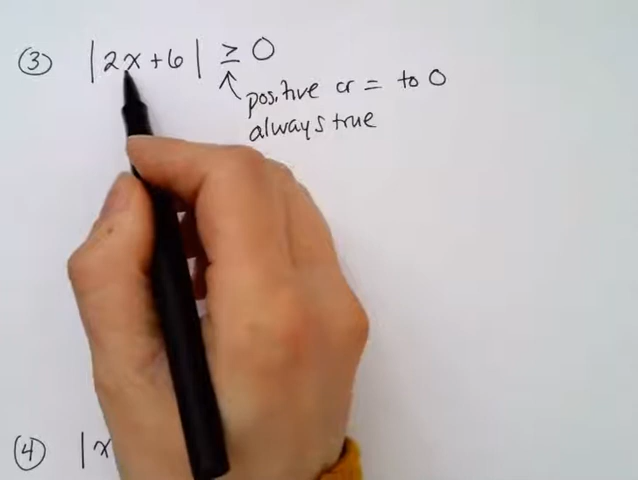 ③ |2x+6| ≥ 0
positive or = to 0
always true
④ |x